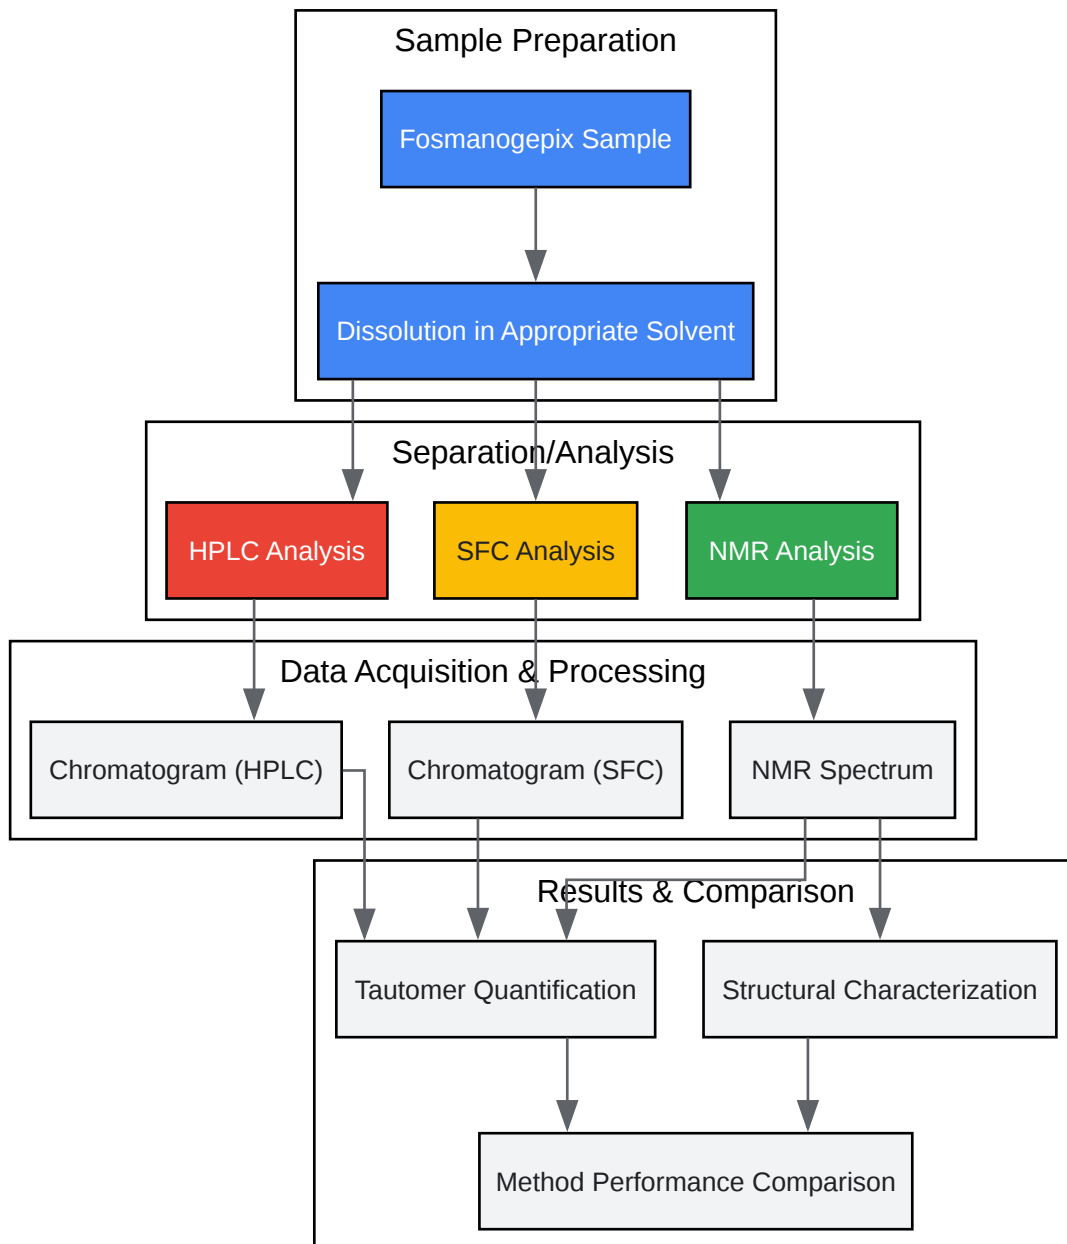 Sample Preparation
Fosmanogepix Sample
Dissolution in Appropriate Solvent
Separation/Analysis
HPLC Analysis
SFC Analysis
NMR Analysis
Data Acquisition & Processing
Chromatogram (HPLC)
Chromatogram (SFC)
NMR Spectrum
Results & Comparison
Tautomer Quantification
Structural Characterization
Method Performance Comparison